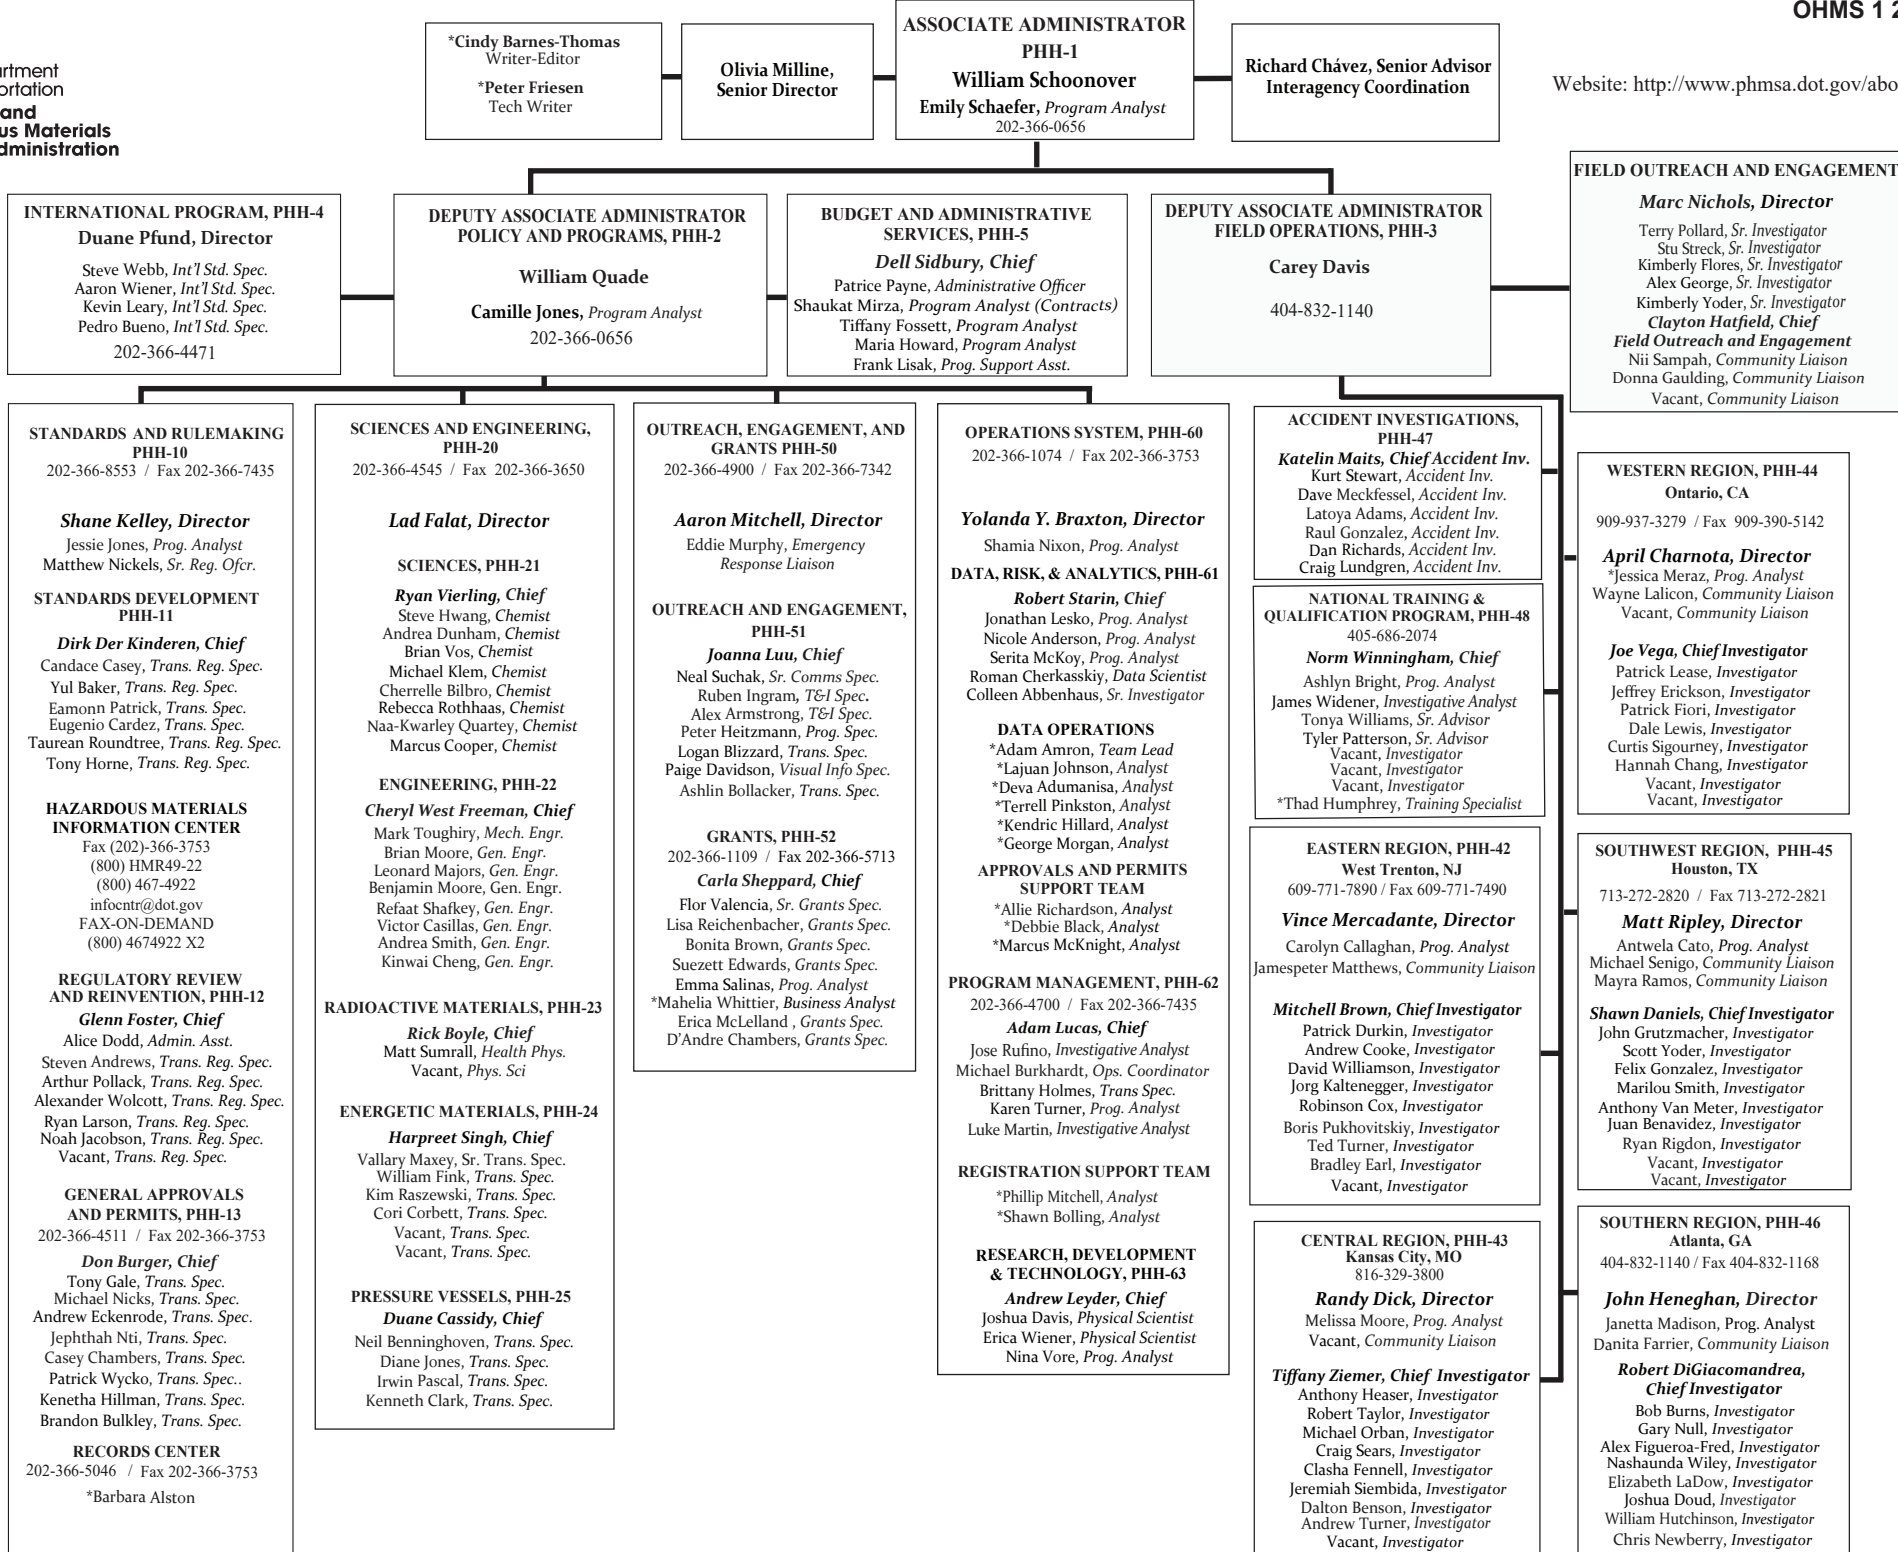 OHMS 1 2
*Cindy Barnes-Thomas
Writer-Editor
*Peter Friesen
Tech Writer
Olivia Milline,
Senior Director
ASSOCIATE ADMINISTRATOR
PHH-1
William Schoonover
Emily Schaefer, Program Analyst
202-366-0656
Richard Chávez, Senior Advisor
Interagency Coordination
Website: http://www.phmsa.dot.gov/abo
rtment
ortation
and
us Materials
dministration
INTERNATIONAL PROGRAM, PHH-4
Duane Pfund, Director
Steve Webb, Int'l Std. Spec.
Aaron Wiener, Int'l Std. Spec.
Kevin Leary, Int'l Std. Spec.
Pedro Bueno, Int'l Std. Spec.
202-366-4471
DEPUTY ASSOCIATE ADMINISTRATOR
POLICY AND PROGRAMS, PHH-2
William Quade
Camille Jones, Program Analyst
202-366-0656
BUDGET AND ADMINISTRATIVE
SERVICES, PHH-5
Dell Sidbury, Chief
Patrice Payne, Administrative Officer
Shaukat Mirza, Program Analyst (Contracts)
Tiffany Fossett, Program Analyst
Maria Howard, Program Analyst
Frank Lisak, Prog. Support Asst.
DEPUTY ASSOCIATE ADMINISTRATOR
FIELD OPERATIONS, PHH-3
Carey Davis
404-832-1140
FIELD OUTREACH AND ENGAGEMENT
Marc Nichols, Director
Terry Pollard, Sr. Investigator
Stu Streck, Sr. Investigator
Kimberly Flores, Sr. Investigator
Alex George, Sr. Investigator
Kimberly Yoder, Sr. Investigator
Clayton Hatfield, Chief
Field Outreach and Engagement
Nii Sampah, Community Liaison
Donna Gaulding, Community Liaison
Vacant, Community Liaison
STANDARDS AND RULEMAKING
PHH-10
202-366-8553 / Fax 202-366-7435
Shane Kelley, Director
Jessie Jones, Prog. Analyst
Matthew Nickels, Sr. Reg. Ofcr.
STANDARDS DEVELOPMENT
PHH-11
Dirk Der Kinderen, Chief
Candace Casey, Trans. Reg. Spec.
Yul Baker, Trans. Reg. Spec.
Eamonn Patrick, Trans. Spec.
Eugenio Cardez, Trans. Spec.
Taurean Roundtree, Trans. Reg. Spec.
Tony Horne, Trans. Reg. Spec.
HAZARDOUS MATERIALS
INFORMATION CENTER
Fax (202)-366-3753
(800) HMR49-22
(800) 467-4922
infocntr@dot.gov
FAX-ON-DEMAND
(800) 4674922 X2
REGULATORY REVIEW
AND REINVENTION, PHH-12
Glenn Foster, Chief
Alice Dodd, Admin. Asst.
Steven Andrews, Trans. Reg. Spec.
Arthur Pollack, Trans. Reg. Spec.
Alexander Wolcott, Trans. Reg. Spec.
Ryan Larson, Trans. Reg. Spec.
Noah Jacobson, Trans. Reg. Spec.
Vacant, Trans. Reg. Spec.
GENERAL APPROVALS
AND PERMITS, PHH-13
202-366-4511 / Fax 202-366-3753
Don Burger, Chief
Tony Gale, Trans. Spec.
Michael Nicks, Trans. Spec.
Andrew Eckenrode, Trans. Spec.
Jephthah Nti, Trans. Spec.
Casey Chambers, Trans. Spec.
Patrick Wycko, Trans. Spec..
Kenetha Hillman, Trans. Spec.
Brandon Bulkley, Trans. Spec.
RECORDS CENTER
202-366-5046 / Fax 202-366-3753
*Barbara Alston
SCIENCES AND ENGINEERING,
PHH-20
202-366-4545 / Fax 202-366-3650
Lad Falat, Director
SCIENCES, PHH-21
Ryan Vierling, Chief
Steve Hwang, Chemist
Andrea Dunham, Chemist
Brian Vos, Chemist
Michael Klem, Chemist
Cherrelle Bilbro, Chemist
Rebecca Rothhaas, Chemist
Naa-Kwarley Quartey, Chemist
Marcus Cooper, Chemist
ENGINEERING, PHH-22
Cheryl West Freeman, Chief
Mark Toughiry, Mech. Engr.
Brian Moore, Gen. Engr.
Leonard Majors, Gen. Engr.
Benjamin Moore, Gen. Engr.
Refaat Shafkey, Gen. Engr.
Victor Casillas, Gen. Engr.
Andrea Smith, Gen. Engr.
Kinwai Cheng, Gen. Engr.
RADIOACTIVE MATERIALS, PHH-23
Rick Boyle, Chief
Matt Sumrall, Health Phys.
Vacant, Phys. Sci
ENERGETIC MATERIALS, PHH-24
Harpreet Singh, Chief
Vallary Maxey, Sr. Trans. Spec.
William Fink, Trans. Spec.
Kim Raszewski, Trans. Spec.
Cori Corbett, Trans. Spec.
Vacant, Trans. Spec.
Vacant, Trans. Spec.
PRESSURE VESSELS, PHH-25
Duane Cassidy, Chief
Neil Benninghoven, Trans. Spec.
Diane Jones, Trans. Spec.
Irwin Pascal, Trans. Spec.
Kenneth Clark, Trans. Spec.
OUTREACH, ENGAGEMENT, AND
GRANTS PHH-50
202-366-4900 / Fax 202-366-7342
Aaron Mitchell, Director
Eddie Murphy, Emergency
Response Liaison
OUTREACH AND ENGAGEMENT,
PHH-51
Joanna Luu, Chief
Neal Suchak, Sr. Comms Spec.
Ruben Ingram, T&I Spec.
Alex Armstrong, T&I Spec.
Peter Heitzmann, Prog. Spec.
Logan Blizzard, Trans. Spec.
Paige Davidson, Visual Info Spec.
Ashlin Bollacker, Trans. Spec.
GRANTS, PHH-52
202-366-1109 / Fax 202-366-5713
Carla Sheppard, Chief
Flor Valencia, Sr. Grants Spec.
Lisa Reichenbacher, Grants Spec.
Bonita Brown, Grants Spec.
Suezett Edwards, Grants Spec.
Emma Salinas, Prog. Analyst
*Mahelia Whittier, Business Analyst
Erica McLelland , Grants Spec.
D'Andre Chambers, Grants Spec.
OPERATIONS SYSTEM, PHH-60
202-366-1074 / Fax 202-366-3753
Yolanda Y. Braxton, Director
Shamia Nixon, Prog. Analyst
DATA, RISK, & ANALYTICS, PHH-61
Robert Starin, Chief
Jonathan Lesko, Prog. Analyst
Nicole Anderson, Prog. Analyst
Serita McKoy, Prog. Analyst
Roman Cherkasskiy, Data Scientist
Colleen Abbenhaus, Sr. Investigator
DATA OPERATIONS
*Adam Amron, Team Lead
*Lajuan Johnson, Analyst
*Deva Adumanisa, Analyst
*Terrell Pinkston, Analyst
*Kendric Hillard, Analyst
*George Morgan, Analyst
APPROVALS AND PERMITS
SUPPORT TEAM
*Allie Richardson, Analyst
*Debbie Black, Analyst
*Marcus McKnight, Analyst
PROGRAM MANAGEMENT, PHH-62
202-366-4700 / Fax 202-366-7435
Adam Lucas, Chief
Jose Rufino, Investigative Analyst
Michael Burkhardt, Ops. Coordinator
Brittany Holmes, Trans Spec.
Karen Turner, Prog. Analyst
Luke Martin, Investigative Analyst
REGISTRATION SUPPORT TEAM
*Phillip Mitchell, Analyst
*Shawn Bolling, Analyst
RESEARCH, DEVELOPMENT
& TECHNOLOGY, PHH-63
Andrew Leyder, Chief
Joshua Davis, Physical Scientist
Erica Wiener, Physical Scientist
Nina Vore, Prog. Analyst
ACCIDENT INVESTIGATIONS,
PHH-47
Katelin Maits, Chief Accident Inv.
Kurt Stewart, Accident Inv.
Dave Meckfessel, Accident Inv.
Latoya Adams, Accident Inv.
Raul Gonzalez, Accident Inv.
Dan Richards, Accident Inv.
Craig Lundgren, Accident Inv.
NATIONAL TRAINING &
QUALIFICATION PROGRAM, PHH-48
405-686-2074
Norm Winningham, Chief
Ashlyn Bright, Prog. Analyst
James Widener, Investigative Analyst
Tonya Williams, Sr. Advisor
Tyler Patterson, Sr. Advisor
Vacant, Investigator
Vacant, Investigator
Vacant, Investigator
*Thad Humphrey, Training Specialist
EASTERN REGION, PHH-42
West Trenton, NJ
609-771-7890 / Fax 609-771-7490
Vince Mercadante, Director
Carolyn Callaghan, Prog. Analyst
Jamespeter Matthews, Community Liaison
Mitchell Brown, Chief Investigator
Patrick Durkin, Investigator
Andrew Cooke, Investigator
David Williamson, Investigator
Jorg Kaltenegger, Investigator
Robinson Cox, Investigator
Boris Pukhovitskiy, Investigator
Ted Turner, Investigator
Bradley Earl, Investigator
Vacant, Investigator
CENTRAL REGION, PHH-43
Kansas City, MO
816-329-3800
Randy Dick, Director
Melissa Moore, Prog. Analyst
Vacant, Community Liaison
Tiffany Ziemer, Chief Investigator
Anthony Heaser, Investigator
Robert Taylor, Investigator
Michael Orban, Investigator
Craig Sears, Investigator
Clasha Fennell, Investigator
Jeremiah Siembida, Investigator
Dalton Benson, Investigator
Andrew Turner, Investigator
Vacant, Investigator
WESTERN REGION, PHH-44
Ontario, CA
909-937-3279 / Fax 909-390-5142
April Charnota, Director
*Jessica Meraz, Prog. Analyst
Wayne Lalicon, Community Liaison
Vacant, Community Liaison
Joe Vega, Chief Investigator
Patrick Lease, Investigator
Jeffrey Erickson, Investigator
Patrick Fiori, Investigator
Dale Lewis, Investigator
Curtis Sigourney, Investigator
Hannah Chang, Investigator
Vacant, Investigator
Vacant, Investigator
SOUTHWEST REGION, PHH-45
Houston, TX
713-272-2820 / Fax 713-272-2821
Matt Ripley, Director
Antwela Cato, Prog. Analyst
Michael Senigo, Community Liaison
Mayra Ramos, Community Liaison
Shawn Daniels, Chief Investigator
John Grutzmacher, Investigator
Scott Yoder, Investigator
Felix Gonzalez, Investigator
Marilou Smith, Investigator
Anthony Van Meter, Investigator
Juan Benavidez, Investigator
Ryan Rigdon, Investigator
Vacant, Investigator
Vacant, Investigator
SOUTHERN REGION, PHH-46
Atlanta, GA
404-832-1140 / Fax 404-832-1168
John Heneghan, Director
Janetta Madison, Prog. Analyst
Danita Farrier, Community Liaison
Robert DiGiacomandrea,
Chief Investigator
Bob Burns, Investigator
Gary Null, Investigator
Alex Figueroa-Fred, Investigator
Nashaunda Wiley, Investigator
Elizabeth LaDow, Investigator
Joshua Doud, Investigator
William Hutchinson, Investigator
Chris Newberry, Investigator